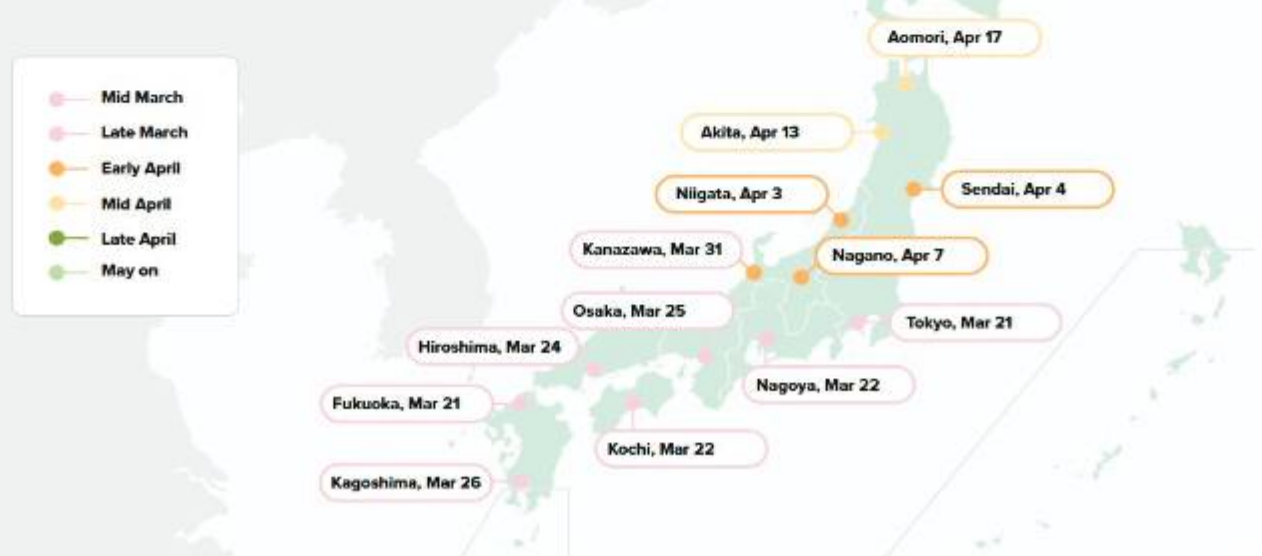 Mid March
Late March
Early April
Mid April
Late April
May on
Aomori, Apr 17
Akita, Apr 13
Niigata, Apr 3
Sendai, Apr 4
Kanazawa, Mar 31
Nagano, Apr 7
Osaka, Mar 25
Tokyo, Mar 21
Hiroshima, Mar 24
Nagoya, Mar 22
Fukuoka, Mar 21
Kochi, Mar 22
Kagoshima, Mar 26